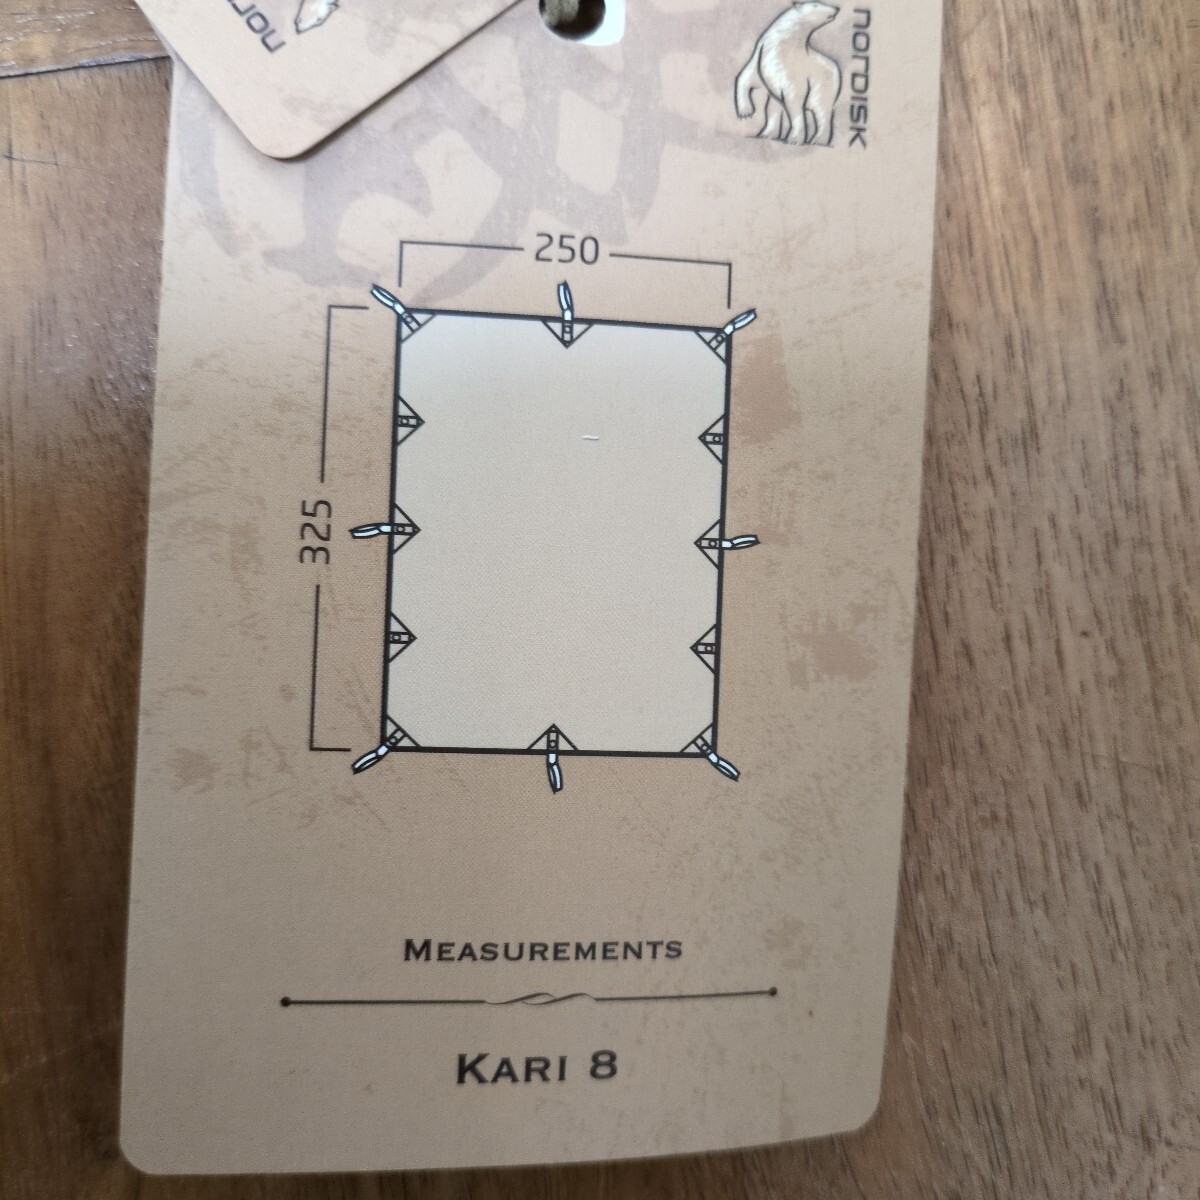 NORDISK
250
325
MEASUREMENTS
KARI 8